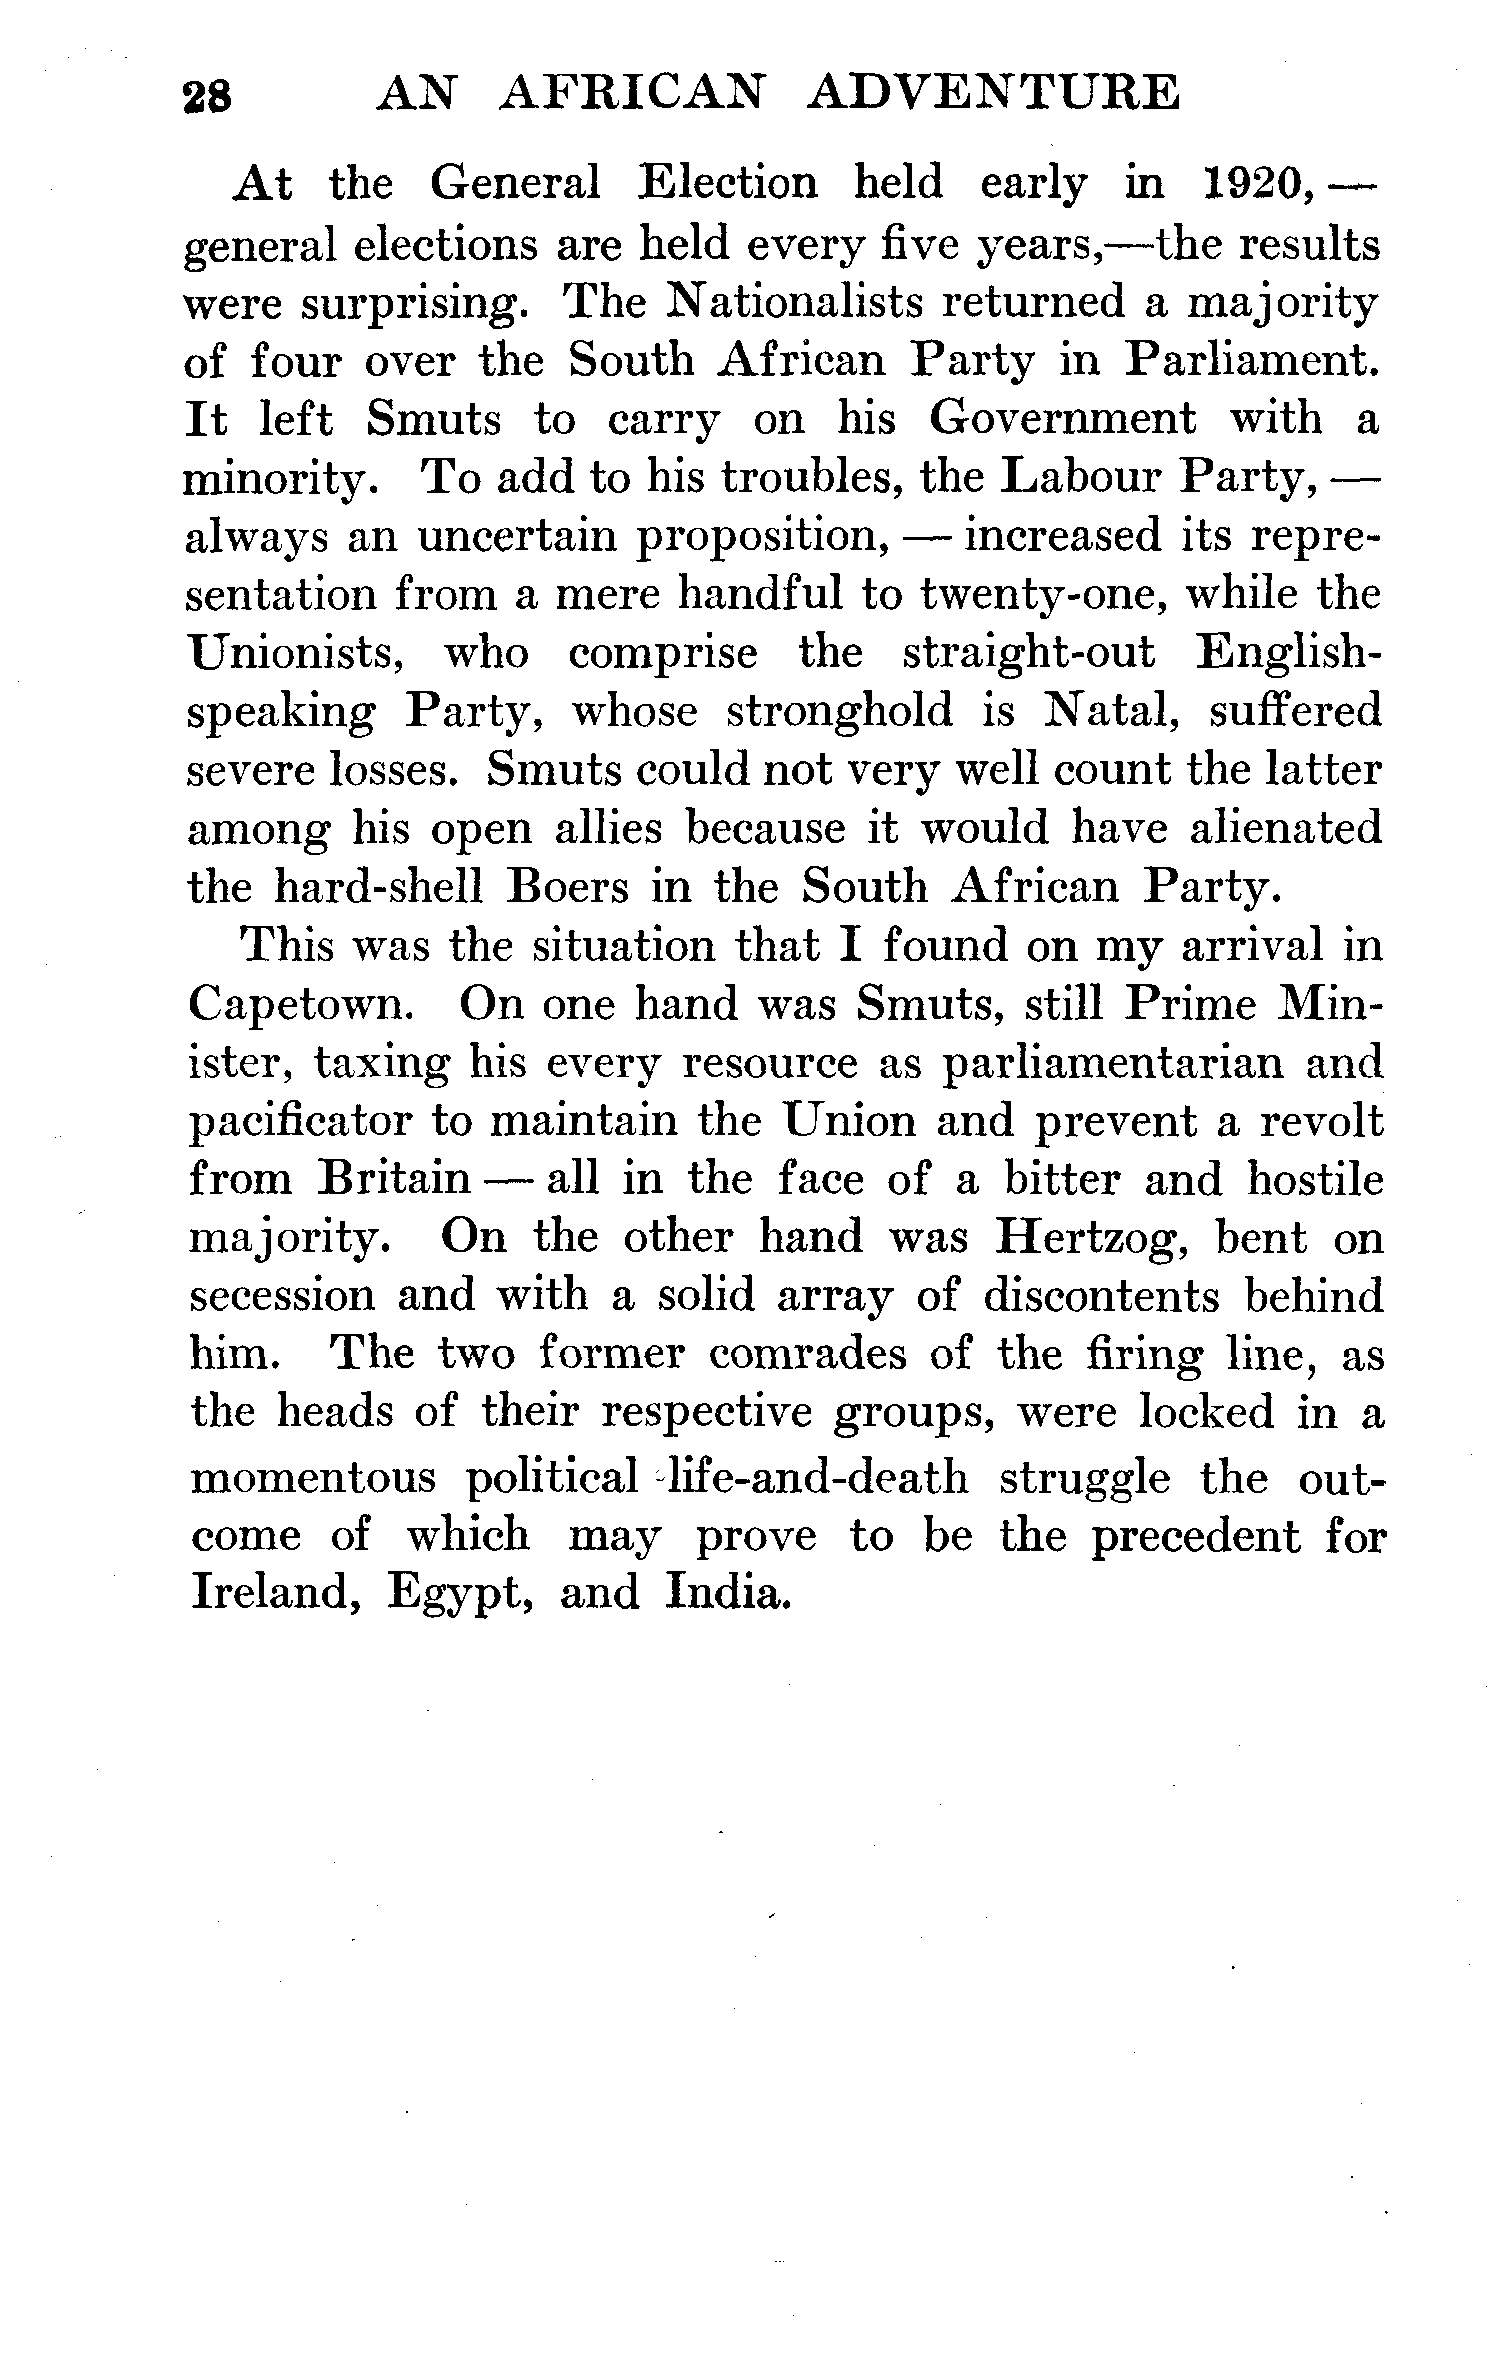 28 AN AFRICAN ADVENTURE
At the General Election held early in 1920, —
general elections are held every five years,—the results
were surprising. The Nationalists returned a majority
of four over the South African Party in Parliament.
It left Smuts to carry on his Government with a
minority. To add to his troubles, the Labour Party, —
always an uncertain proposition, — increased its repre-
sentation from a mere handful to twenty-one, while the
Unionists, who comprise the straight-out English-
speaking Party, whose stronghold is Natal, suffered
severe losses. Smuts could not very well count the latter
among his open allies because it would have alienated
the hard-shell Boers in the South African Party.
This was the situation that I found on my arrival in
Capetown. On one hand was Smuts, still Prime Min-
ister, taxing his every resource as parliamentarian and
pacificator to maintain the Union and prevent a revolt
from Britain — all in the face of a bitter and hostile
majority. On the other hand was Hertzog, bent on
secession and with a solid array of discontents behind
him. The two former comrades of the firing line, as
the heads of their respective groups, were locked in a
momentous political life-and-death struggle the out-
come of which may prove to be the precedent for
Ireland, Egypt, and India.